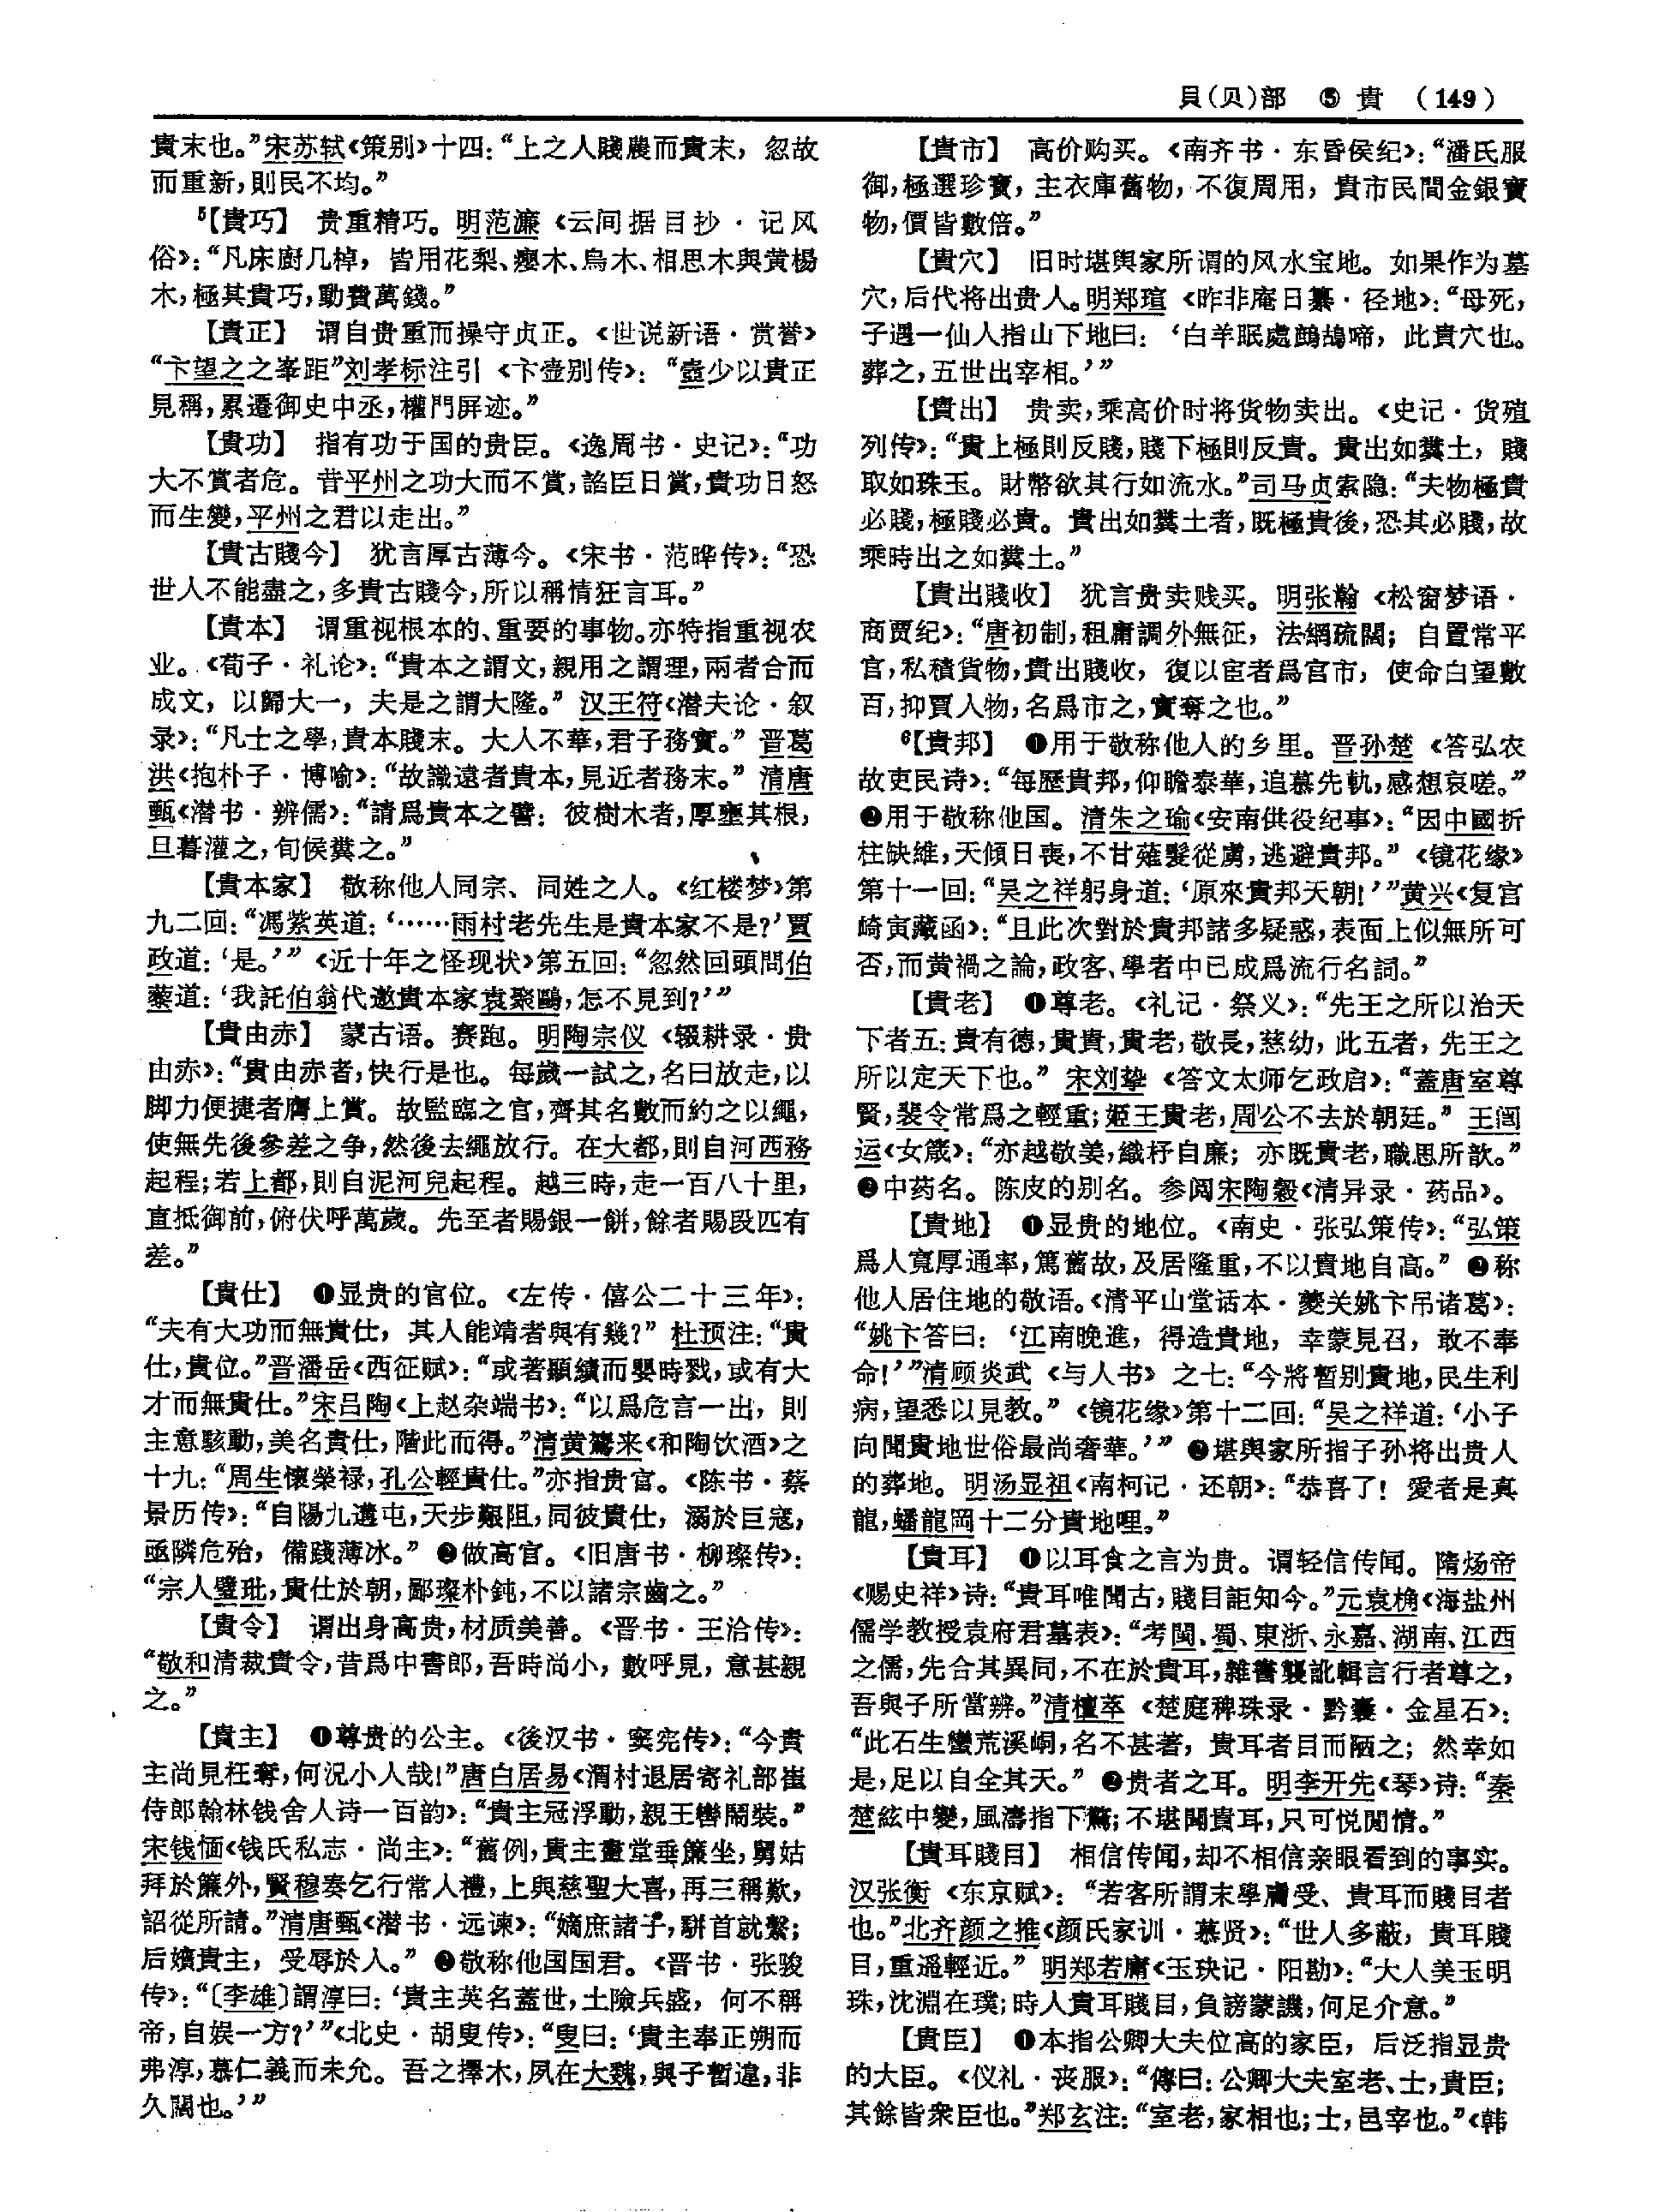 貝(贝)部 ⑤ 貴 (149)
貴末也。”宋苏轼《策别》十四：“上之人賤農而貴末，忽故
而重新，則民不均。”
⁵【貴巧】 贵重精巧。明范濂《云间据目抄·记风
俗》：“凡床廚几棹，皆用花梨、癭木、烏木、相思木與黄楊
木，極其貴巧，動費萬錢。”
【貴正】 谓自贵重而操守贞正。《世说新语·赏誉》
“卞望之之峯距”刘孝标注引《卞壶别传》：“壼少以貴正
見稱，累遷御史中丞，權門屏迹。”
【貴功】 指有功于国的贵臣。《逸周书·史记》：“功
大不賞者危。昔平州之功大而不賞，諂臣日賞，貴功日怒
而生變，平州之君以走出。”
【貴古賤今】 犹言厚古薄今。《宋书·范晔传》：“恐
世人不能盡之，多貴古賤今，所以稱情狂言耳。”
【貴本】 谓重视根本的、重要的事物。亦特指重视农
业。《荀子·礼论》：“貴本之謂文，親用之謂理，兩者合而
成文，以歸大一，夫是之謂大隆。”汉王符《潜夫论·叙
录》：“凡士之學，貴本賤末。大人不華，君子務實。”晋葛
洪《抱朴子·博喻》：“故識遠者貴本，見近者務末。”清唐
甄《潜书·辨儒》：“請爲貴本之譬：彼樹木者，厚壅其根，
旦暮灌之，旬侯糞之。”
【貴本家】 敬称他人同宗、同姓之人。《红楼梦》第
九二回：“馮紫英道：‘……雨村老先生是貴本家不是？’賈
政道：‘是。’”《近十年之怪现状》第五回：“忽然回頭問伯
藜道：‘我託伯翁代邀貴本家袁聚鷗，怎不見到？’”
【貴由赤】 蒙古语。赛跑。明陶宗仪《辍耕录·贵
由赤》：“貴由赤者，快行是也。每歲一試之，名曰放走，以
脚力便捷者膺上賞。故監臨之官，齊其名數而約之以繩，
使無先後參差之争，然後去繩放行。在大都，則自河西務
起程；若上都，則自泥河兒起程。越三時，走一百八十里，
直抵御前，俯伏呼萬歲。先至者賜銀一餅，餘者賜段匹有
差。”
【貴仕】 ❶显贵的官位。《左传·僖公二十三年》：
“夫有大功而無貴仕，其人能靖者與有幾？”杜预注：“貴
仕，貴位。”晋潘岳《西征赋》：“或著顯績而嬰時戮，或有大
才而無貴仕。”宋吕陶《上赵杂端书》：“以爲危言一出，則
主意駭動，美名貴仕，階此而得。”清黄鷟来《和陶饮酒》之
十九：“周生懷榮禄，孔公輕貴仕。”亦指贵官。《陈书·蔡
景历传》：“自陽九遘屯，天步艱阻，同彼貴仕，溺於巨寇，
亟隣危殆，備踐薄冰。” ❷做高官。《旧唐书·柳璨传》：
“宗人璧玭，貴仕於朝，鄙璨朴鈍，不以諸宗齒之。”
【貴令】 谓出身高贵，材质美善。《晋书·王洽传》：
“敬和清裁貴令，昔爲中書郎，吾時尚小，數呼見，意甚親
之。”
【貴主】 ❶尊贵的公主。《後汉书·窦宪传》：“今貴
主尚見枉奪，何況小人哉！”唐白居易《渭村退居寄礼部崔
侍郎翰林钱舍人诗一百韵》：“貴主冠浮動，親王轡鬧裝。”
宋钱愐《钱氏私志·尚主》：“舊例，貴主畫堂垂簾坐，舅姑
拜於簾外，賢穆奏乞行常人禮，上與慈聖大喜，再三稱歎，
詔從所請。”清唐甄《潜书·远谏》：“嫡庶諸子，駢首就繫；
后嬪貴主，受辱於人。” ❷敬称他国国君。《晋书·张骏
传》：“〔李雄〕謂淳曰：‘貴主英名蓋世，土險兵盛，何不稱
帝，自娱一方？’”《北史·胡叟传》：“叟曰：‘貴主奉正朔而
弗淳，慕仁義而未允。吾之擇木，夙在大魏，與子暫違，非
久闊也。’”
【貴市】 高价购买。《南齐书·东昏侯纪》：“潘氏服
御，極選珍寶，主衣庫舊物，不復周用，貴市民間金銀寶
物，價皆數倍。”
【貴穴】 旧时堪舆家所谓的风水宝地。如果作为墓
穴，后代将出贵人。明郑瑄《昨非庵日纂·径地》：“母死，
子遇一仙人指山下地曰：‘白羊眠處鷓鴣啼，此貴穴也。
葬之，五世出宰相。’”
【貴出】 贵卖，乘高价时将货物卖出。《史记·货殖
列传》：“貴上極則反賤，賤下極則反貴。貴出如糞土，賤
取如珠玉。財幣欲其行如流水。”司马贞索隐：“夫物極貴
必賤，極賤必貴。貴出如糞土者，既極貴後，恐其必賤，故
乘時出之如糞土。”
【貴出賤收】 犹言贵卖贱买。明张瀚《松窗梦语·
商贾纪》：“唐初制，租庸調外無征，法網疏闊；自置常平
官，私積貨物，貴出賤收，復以宦者爲宫市，使命白望數
百，抑買人物，名爲市之，實奪之也。”
⁶【貴邦】 ❶用于敬称他人的乡里。晋孙楚《答弘农
故吏民诗》：“每歷貴邦，仰瞻泰華，追慕先軌，感想哀嗟。”
❷用于敬称他国。清朱之瑜《安南供役纪事》：“因中國折
柱缺維，天傾日喪，不甘薙髮從虜，逃避貴邦。”《镜花缘》
第十一回：“吴之祥躬身道：‘原來貴邦天朝！’”黄兴《复宫
崎寅藏函》：“且此次對於貴邦諸多疑惑，表面上似無所可
否，而黄禍之論，政客、學者中已成爲流行名詞。”
【貴老】 ❶尊老。《礼记·祭义》：“先王之所以治天
下者五：貴有德，貴貴，貴老，敬長，慈幼，此五者，先王之
所以定天下也。”宋刘挚《答文太师乞政启》：“蓋唐室尊
賢，裴令常爲之輕重；姬王貴老，周公不去於朝廷。”王闿
运《女箴》：“亦越敬姜，織杼自廉；亦既貴老，職思所歆。”
❷中药名。陈皮的别名。参阅宋陶穀《清异录·药品》。
【貴地】 ❶显贵的地位。《南史·张弘策传》：“弘策
爲人寬厚通率，篤舊故，及居隆重，不以貴地自高。” ❷称
他人居住地的敬语。《清平山堂话本·夔关姚卞吊诸葛》：
“姚卞答曰：‘江南晚進，得造貴地，幸蒙見召，敢不奉
命！’”清顾炎武《与人书》之七：“今將暫别貴地，民生利
病，望悉以見教。”《镜花缘》第十二回：“吴之祥道：‘小子
向聞貴地世俗最尚奢華。’” ❸堪舆家所指子孙将出贵人
的葬地。明汤显祖《南柯记·还朝》：“恭喜了！愛者是真
龍，蟠龍岡十二分貴地哩。”
【貴耳】 ❶以耳食之言为贵。谓轻信传闻。隋炀帝
《赐史祥》诗：“貴耳唯聞古，賤目詎知今。”元袁桷《海盐州
儒学教授袁府君墓表》：“考閩、蜀、東浙、永嘉、湖南、江西
之儒，先合其異同，不在於貴耳，雜書襲訛輯言行者尊之，
吾與子所當辨。”清檀萃《楚庭稗珠录·黔囊·金星石》：
“此石生蠻荒溪峒，名不甚著，貴耳者目而陋之；然幸如
是，足以自全其天。” ❷贵者之耳。明李开先《琴》诗：“秦
楚絃中變，風濤指下驚；不堪聞貴耳，只可悦閒情。”
【貴耳賤目】 相信传闻，却不相信亲眼看到的事实。
汉张衡《东京赋》：“若客所謂末學膚受、貴耳而賤目者
也。”北齐颜之推《颜氏家训·慕贤》：“世人多蔽，貴耳賤
目，重遥輕近。”明郑若庸《玉玦记·阳勘》：“大人美玉明
珠，沈淵在璞；時人貴耳賤目，負謗蒙譏，何足介意。”
【貴臣】 ❶本指公卿大夫位高的家臣，后泛指显贵
的大臣。《仪礼·丧服》：“傳曰：公卿大夫室老、士，貴臣；
其餘皆衆臣也。”郑玄注：“室老，家相也；士，邑宰也。”《韩